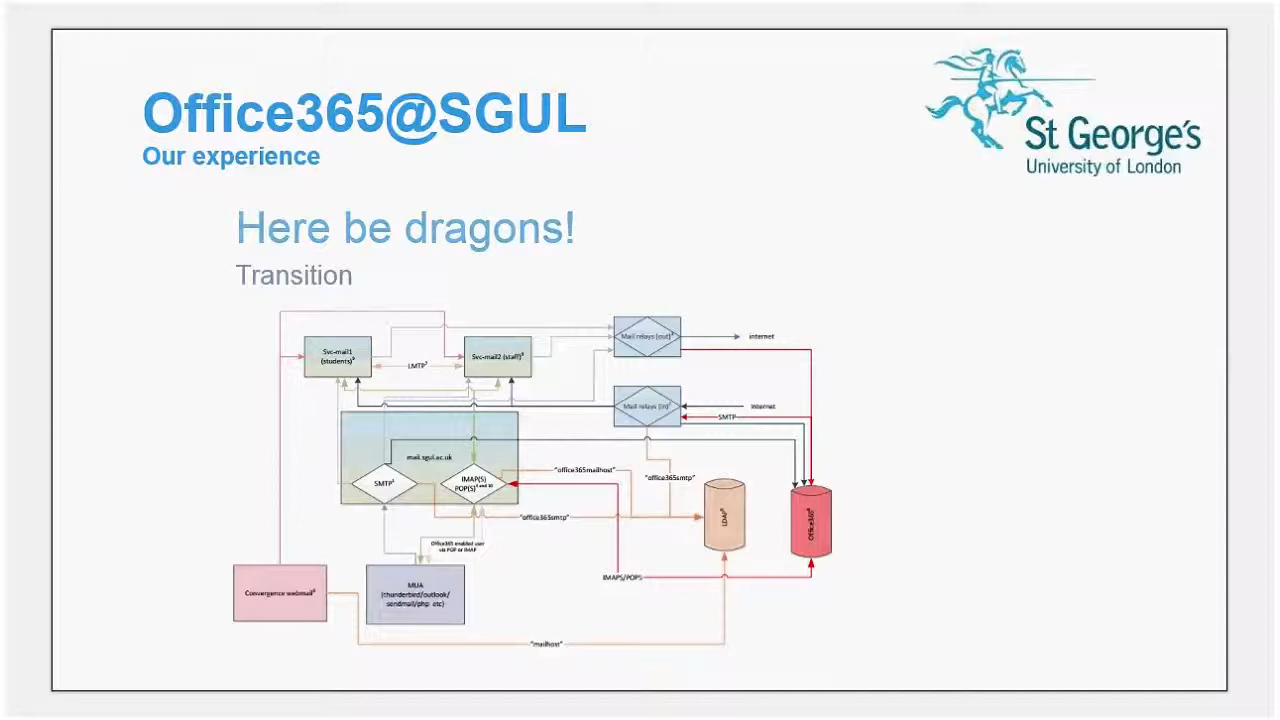 Office365@SGUL
Our experience
St George's
University of London
Here be dragons!
Transition
Svc-mail1
(students)
LMTP
Svc-mail2 (staff)
Mail relays (out)
internet
Mail relays (in)
Internet
SMTP
mail.sgul.ac.uk
SMTP
IMAP(S)
POP(S)
"office365mailhost"
"office365smtp"
"office365smtp"
LDAP
Office365
Office365 enabled user
via POP or IMAP
IMAPS/POPS
Convergence webmail
MUA
(thunderbird/outlook/
sendmail/php etc)
"mailhost"